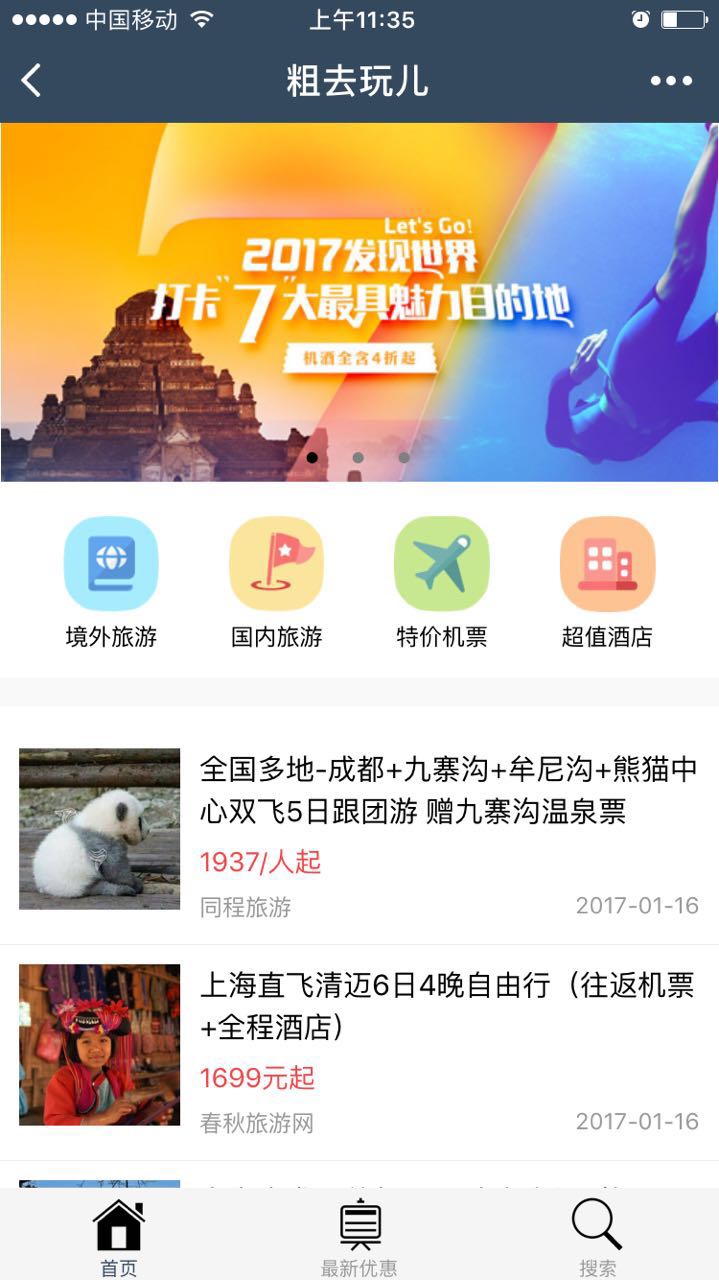 中国移动
上午11:35
粗去玩儿
Let's Go!
2017发现世界
打卡"7"大最具魅力目的地
机酒全含4折起
境外旅游
国内旅游
特价机票
超值酒店
全国多地-成都+九寨沟+牟尼沟+熊猫中
心双飞5日跟团游 赠九寨沟温泉票
1937/人起
同程旅游
2017-01-16
上海直飞清迈6日4晚自由行（往返机票
+全程酒店）
1699元起
春秋旅游网
2017-01-16
首页
最新优惠
搜索